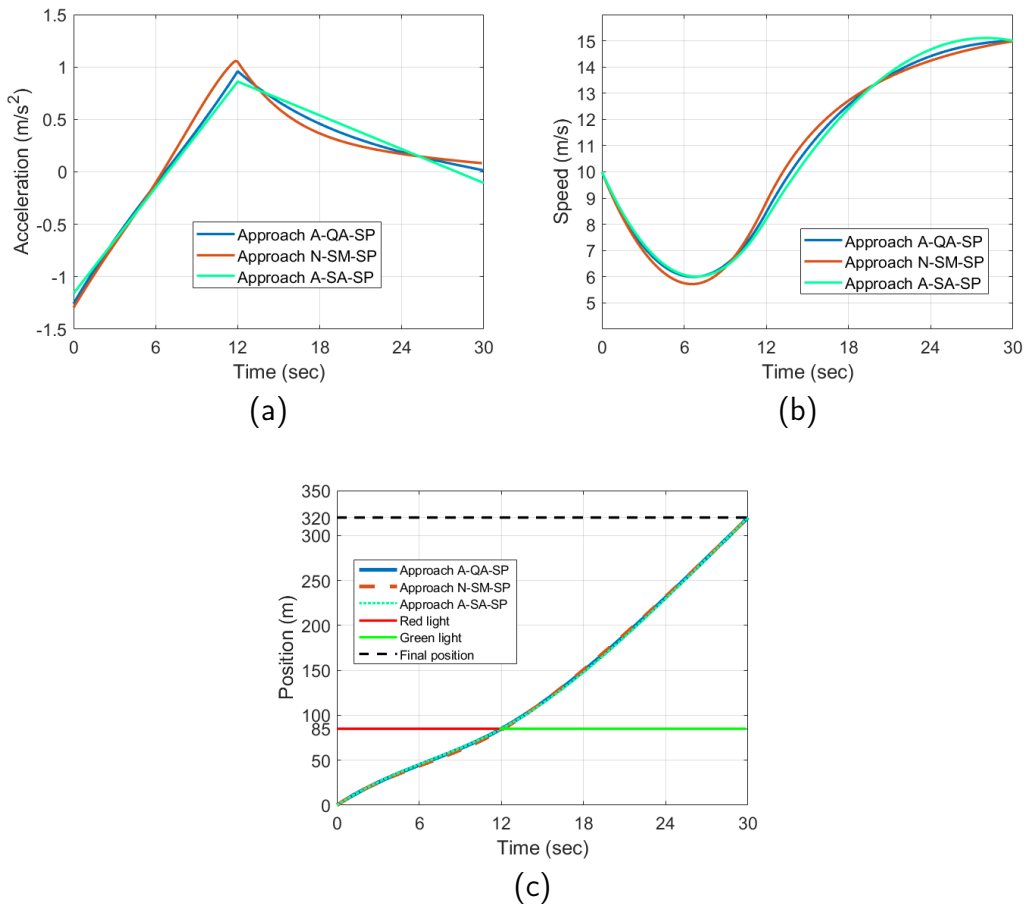 1.5
1
0.5
0
-0.5
-1
-1.5
Acceleration (m/s²)
Approach A-QA-SP
Approach N-SM-SP
Approach A-SA-SP
0 6 12 18 24 30
Time (sec)
(a)
15
14
13
12
11
10
9
8
7
6
5
Speed (m/s)
Approach A-QA-SP
Approach N-SM-SP
Approach A-SA-SP
0 6 12 18 24 30
Time (sec)
(b)
350
320
300
250
200
150
100
85
50
0
Position (m)
Approach A-QA-SP
Approach N-SM-SP
Approach A-SA-SP
Red light
Green light
Final position
0 6 12 18 24 30
Time (sec)
(c)